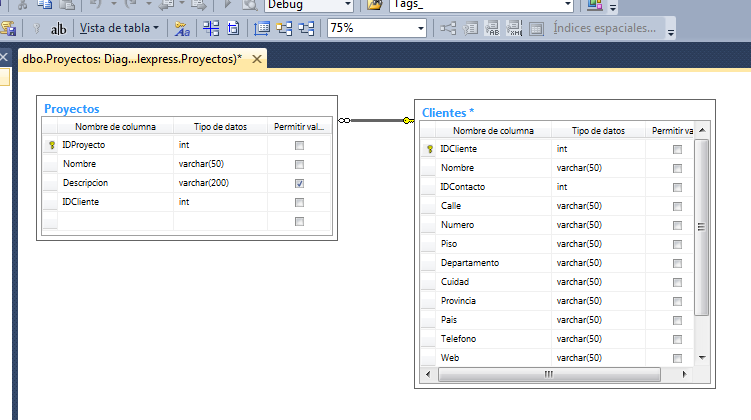 Debug
Tags_
ab| Vista de tabla 75% Índices espaciales...
dbo.Proyectos: Diag...lexpress.Proyectos)*
Proyectos
Nombre de columna Tipo de datos Permitir val...
IDProyecto int
Nombre varchar(50)
Descripcion varchar(200)
IDCliente int
Clientes *
Nombre de columna Tipo de datos Permitir va
IDCliente int
Nombre varchar(50)
IDContacto int
Calle varchar(50)
Numero varchar(50)
Piso varchar(50)
Departamento varchar(50)
Cuidad varchar(50)
Provincia varchar(50)
Pais varchar(50)
Telefono varchar(50)
Web varchar(50)